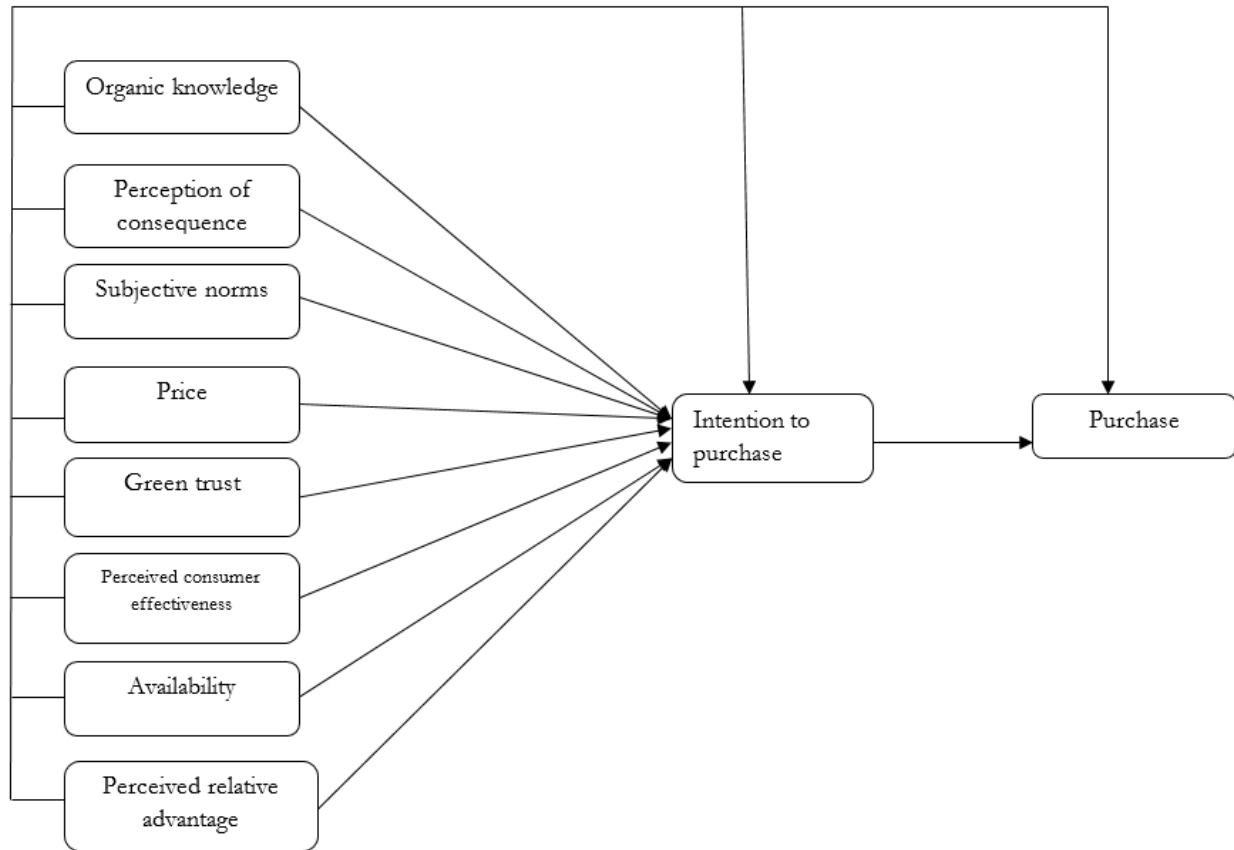 Organic knowledge
Perception of
consequence
Subjective norms
Price
Green trust
Perceived consumer
effectiveness
Availability
Perceived relative
advantage
Intention to
purchase
Purchase